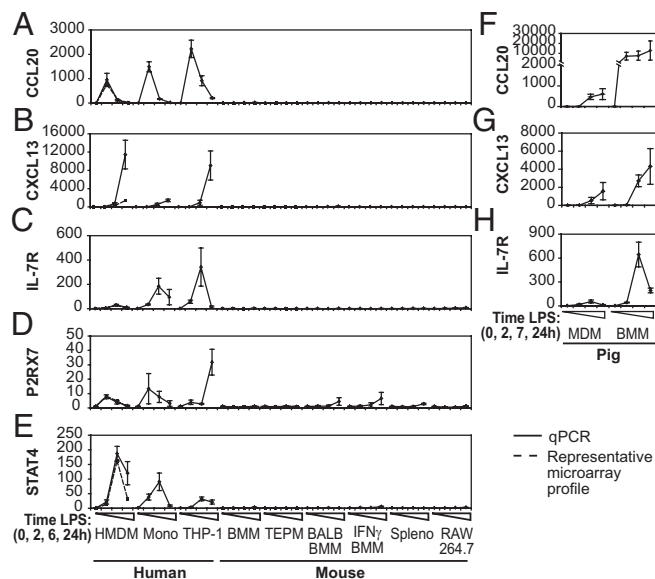 A
CCL20
3000
2000
1000
0
B
CXCL13
16000
12000
8000
4000
0
C
IL-7R
600
400
200
0
D
P2RX7
50
40
30
20
10
0
E
STAT4
250
200
150
100
50
0
Time LPS:
(0, 2, 6, 24h)
HMDM Mono THP-1 BMM TEPM BALB BMM IFNγ BMM Spleno RAW 264.7
Human Mouse
F
CCL20
30000
20000
10000
2000
1000
0
G
CXCL13
8000
6000
4000
2000
0
H
IL-7R
900
600
300
0
Time LPS:
(0, 2, 7, 24h)
MDM BMM
Pig
qPCR
Representative
microarray
profile